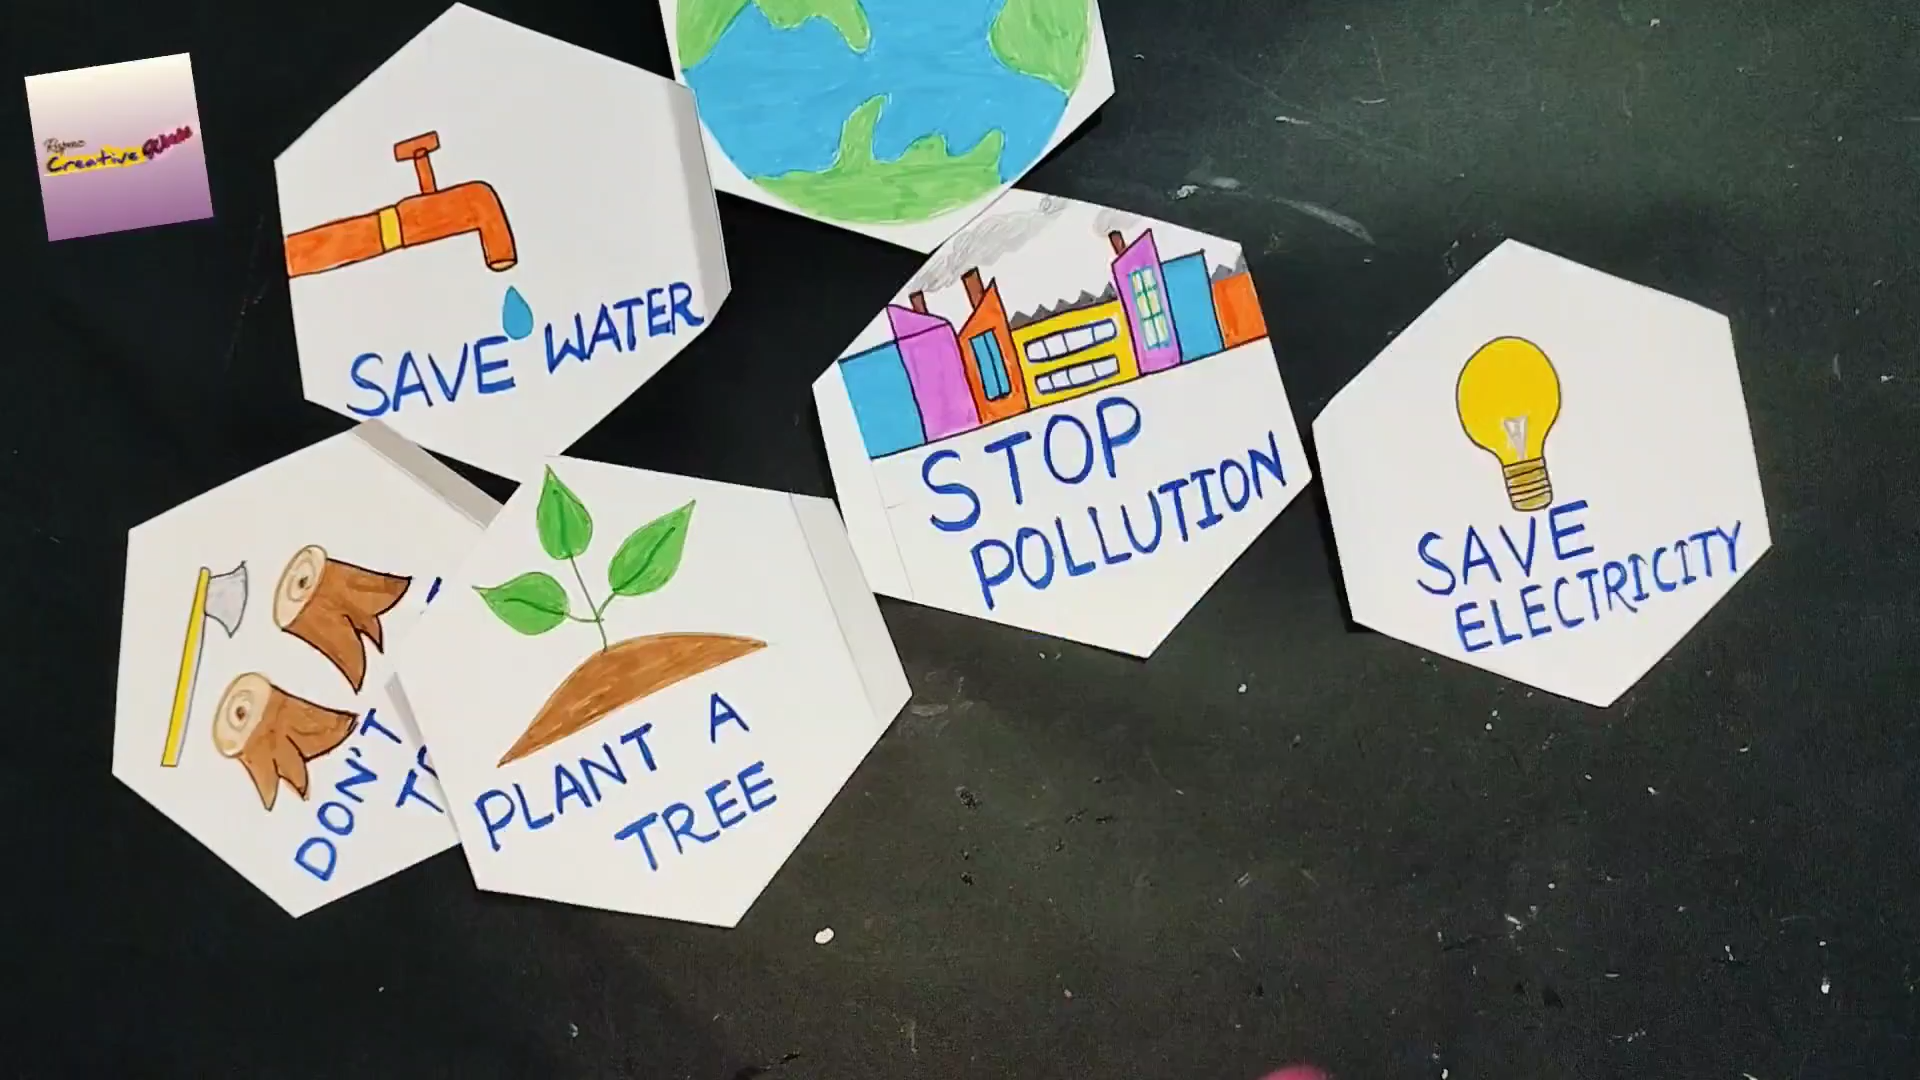 Creative
SAVE WATER
STOP
POLLUTION
SAVE
ELECTRICITY
DON'T
PLANT A
TREE